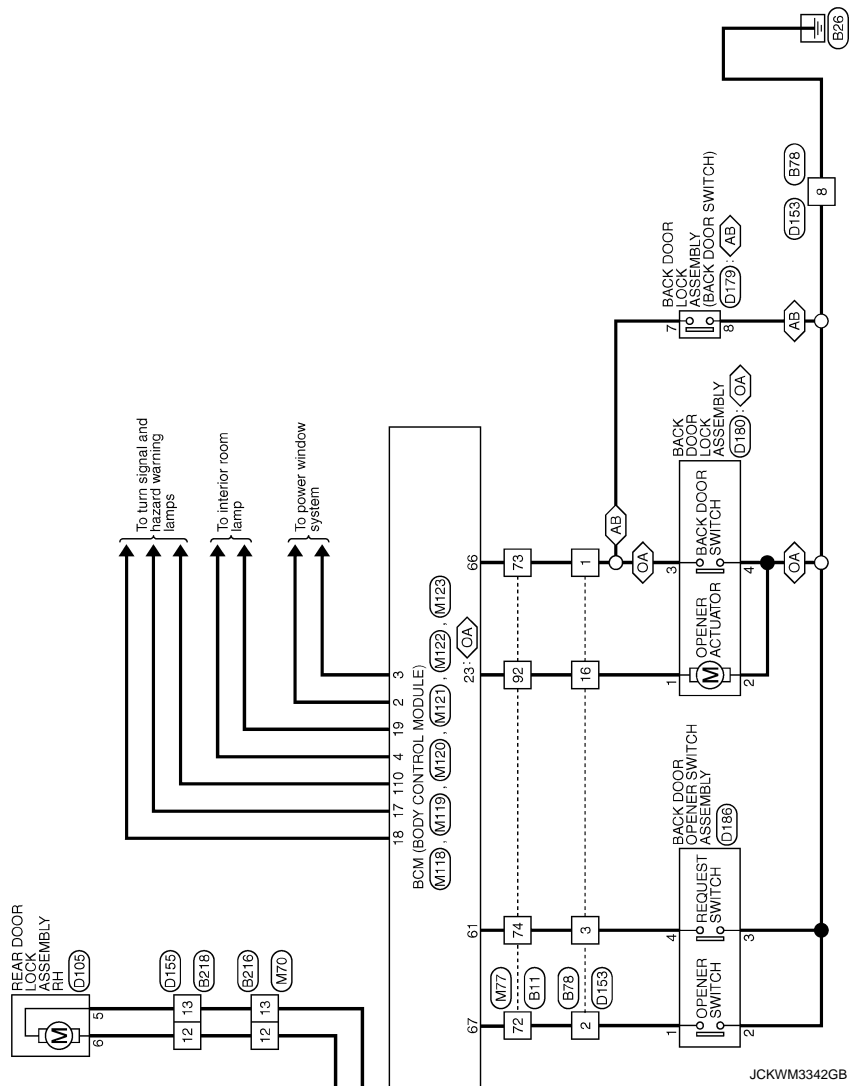 REAR DOOR
LOCK
ASSEMBLY
RH
D105
M
6
5
D155
B218
12
13
B216
M70
12
13
To turn signal and
hazard warning
lamps
To interior room
lamp
To power window
system
18
17
110
4
19
2
3
BCM (BODY CONTROL MODULE)
M118 , M119 , M120 , M121 , M122 , M123
67
61
23 : OA
66
M77
B11
72
74
92
73
B78
D153
2
3
16
1
AB
OA
BACK DOOR
OPENER SWITCH
ASSEMBLY
D186
1
4
OPENER
SWITCH
REQUEST
SWITCH
2
3
BACK
DOOR
LOCK
ASSEMBLY
D180 : OA
1
3
M
OPENER
ACTUATOR
BACK DOOR
SWITCH
2
4
OA
BACK DOOR
LOCK
ASSEMBLY
(BACK DOOR SWITCH)
D179 : AB
7
8
AB
D153
B78
8
B26
JCKWM3342GB